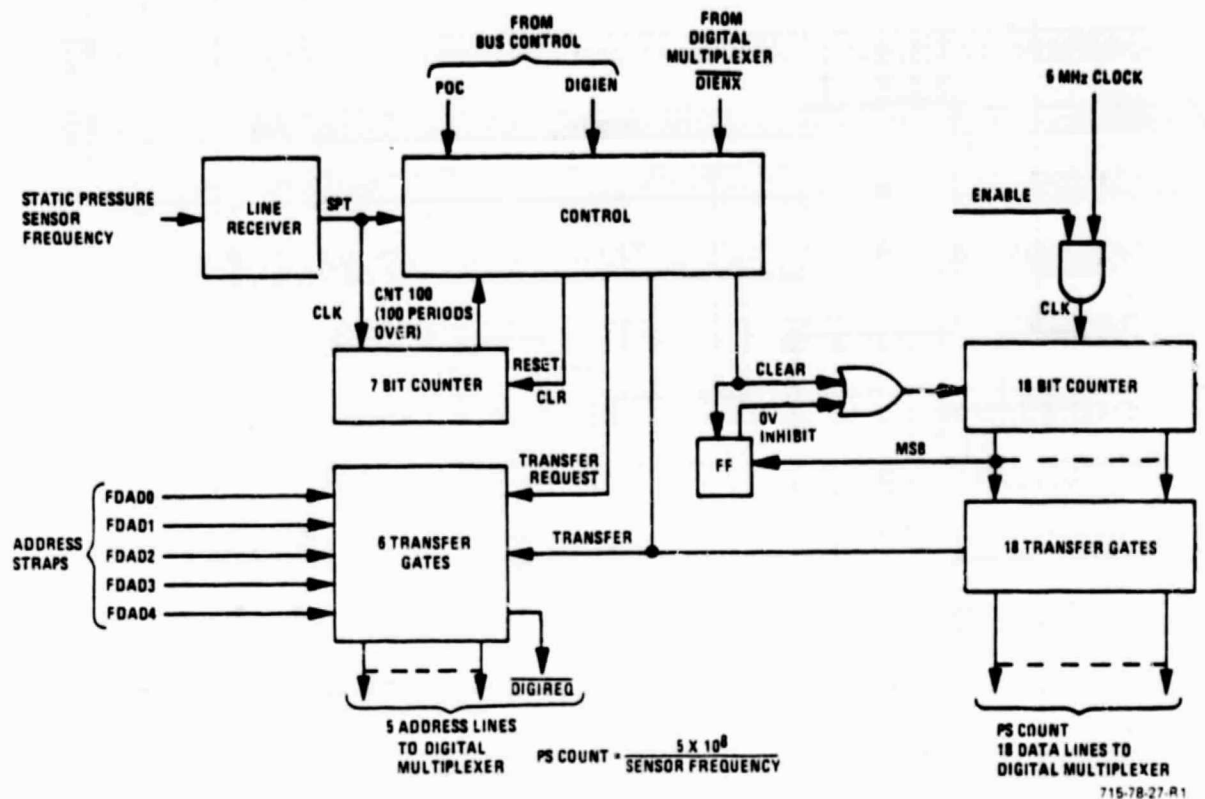 FROM
BUS CONTROL
POC
DIGIEN
FROM
DIGITAL
MULTIPLEXER
DIENX
5 MHz CLOCK
STATIC PRESSURE
SENSOR
FREQUENCY
LINE
RECEIVER
SPT
CONTROL
ENABLE
CLK
CLK
CNT 100
(100 PERIODS
OVER)
7 BIT COUNTER
RESET
CLR
CLEAR
OV
INHIBIT
FF
MSB
18 BIT COUNTER
TRANSFER
REQUEST
ADDRESS
STRAPS
FDAD0
FDAD1
FDAD2
FDAD3
FDAD4
6 TRANSFER
GATES
TRANSFER
18 TRANSFER GATES
DIGIREQ
5 ADDRESS LINES
TO DIGITAL
MULTIPLEXER
PS COUNT = 5 X 10^8
SENSOR FREQUENCY
PS COUNT
18 DATA LINES TO
DIGITAL MULTIPLEXER
715-78-27-R1